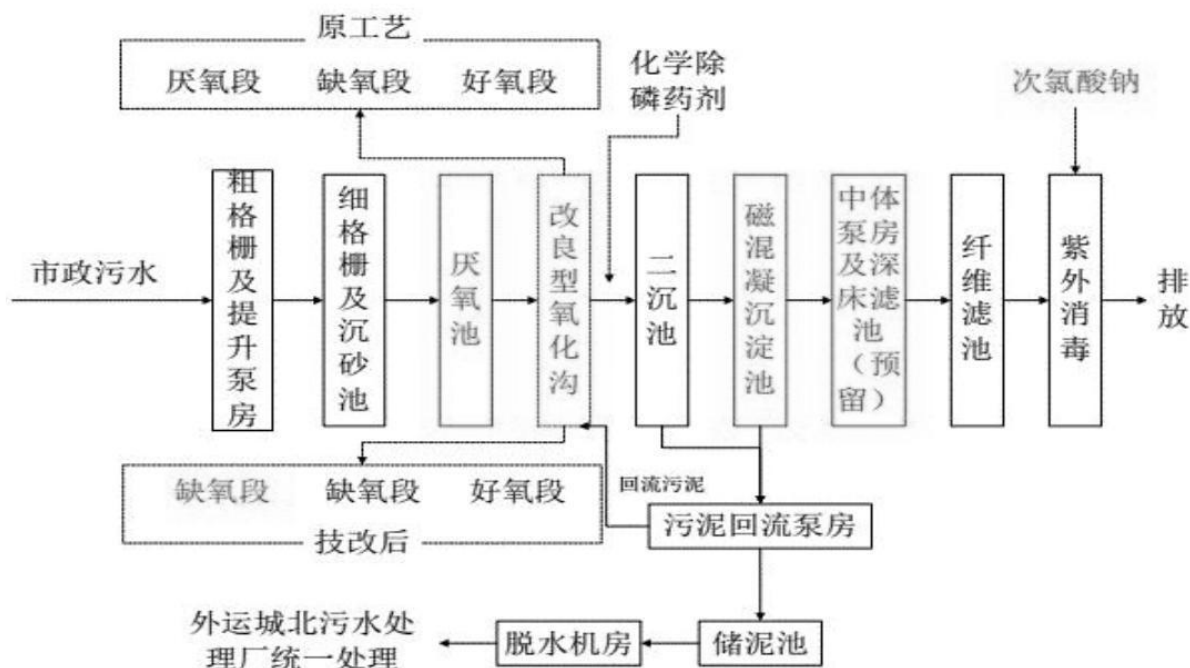 原工艺
厌氧段 缺氧段 好氧段
化学除
磷药剂
次氯酸钠
市政污水
粗格栅及提升泵房
细格栅及沉砂池
厌氧池
改良型氧化沟
二沉池
磁混凝沉淀池
中体
泵房
及深
床滤
池
（预
留）
纤维滤池
紫外消毒
排放
缺氧段 缺氧段 好氧段
技改后
回流污泥
污泥回流泵房
外运城北污水处
理厂统一处理
脱水机房
储泥池